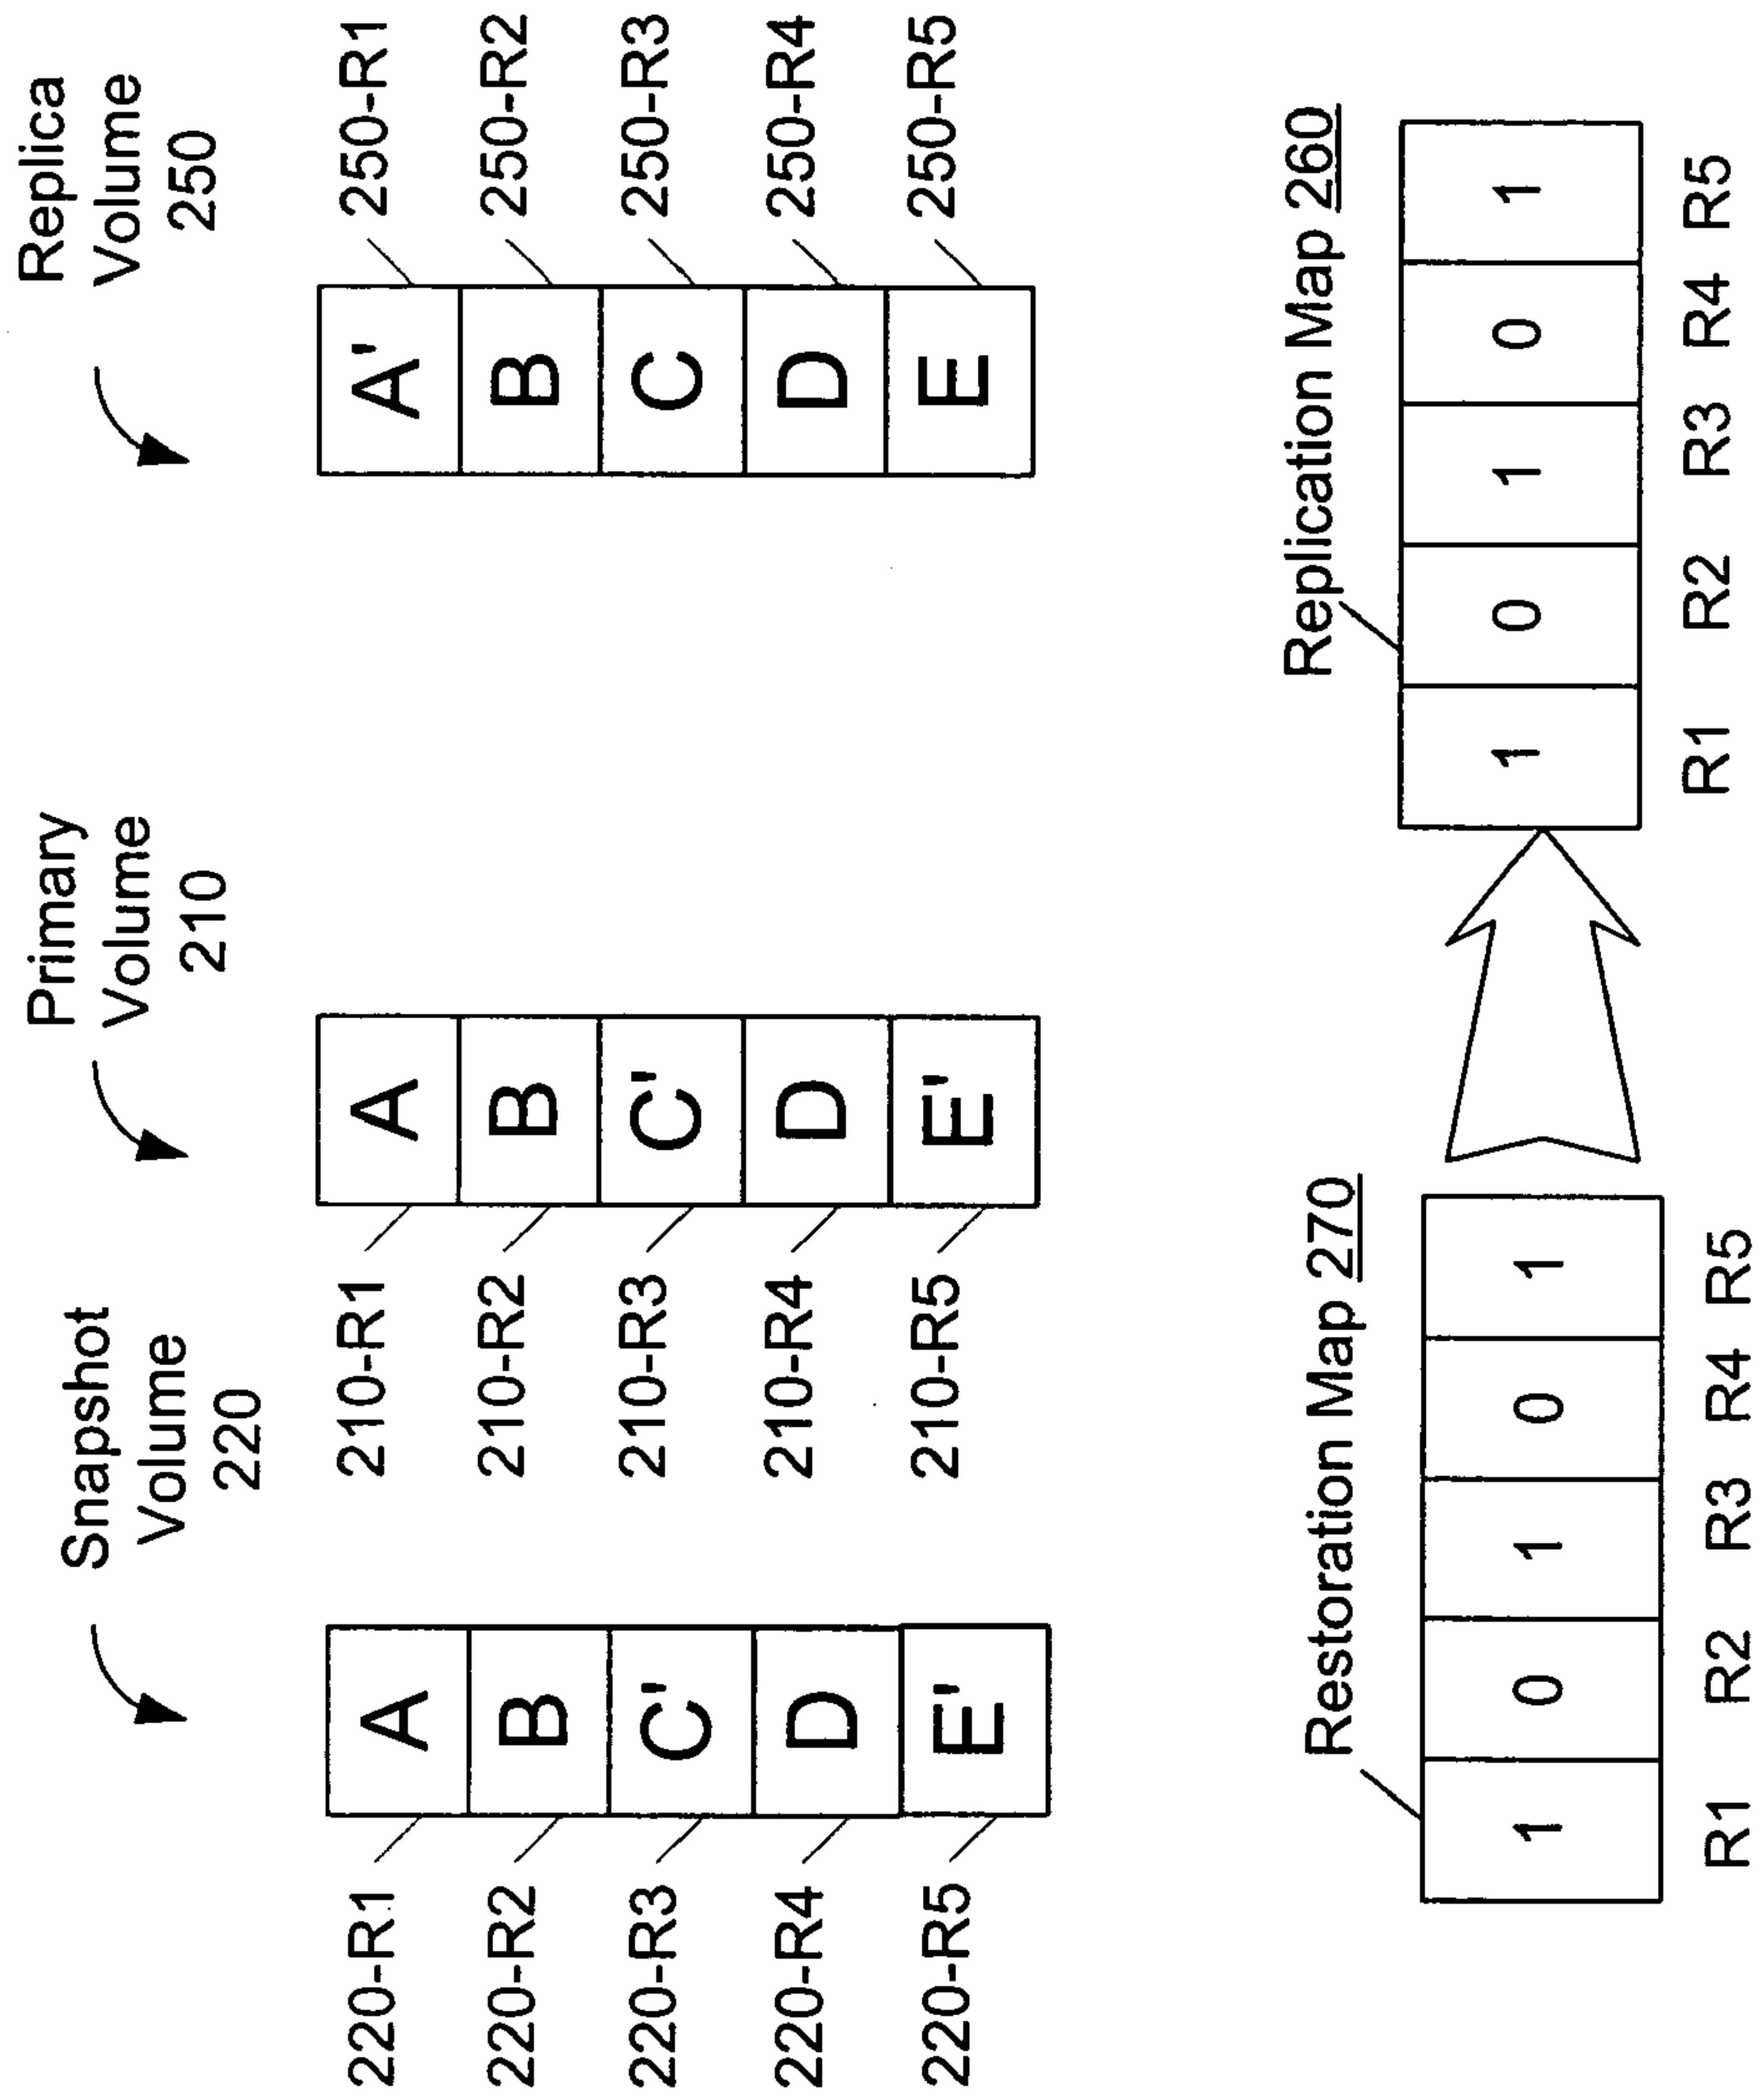 Snapshot
Volume
220
Primary
Volume
210
Replica
Volume
250
220-R1
A
210-R1
A
A'
250-R1
220-R2
B
210-R2
B
B
250-R2
220-R3
C'
210-R3
C'
C
250-R3
220-R4
D
210-R4
D
D
250-R4
220-R5
E'
210-R5
E'
E
250-R5
Restoration Map 270
1 0 1 0 1
R1 R2 R3 R4 R5
Replication Map 260
1 0 1 0 1
R1 R2 R3 R4 R5